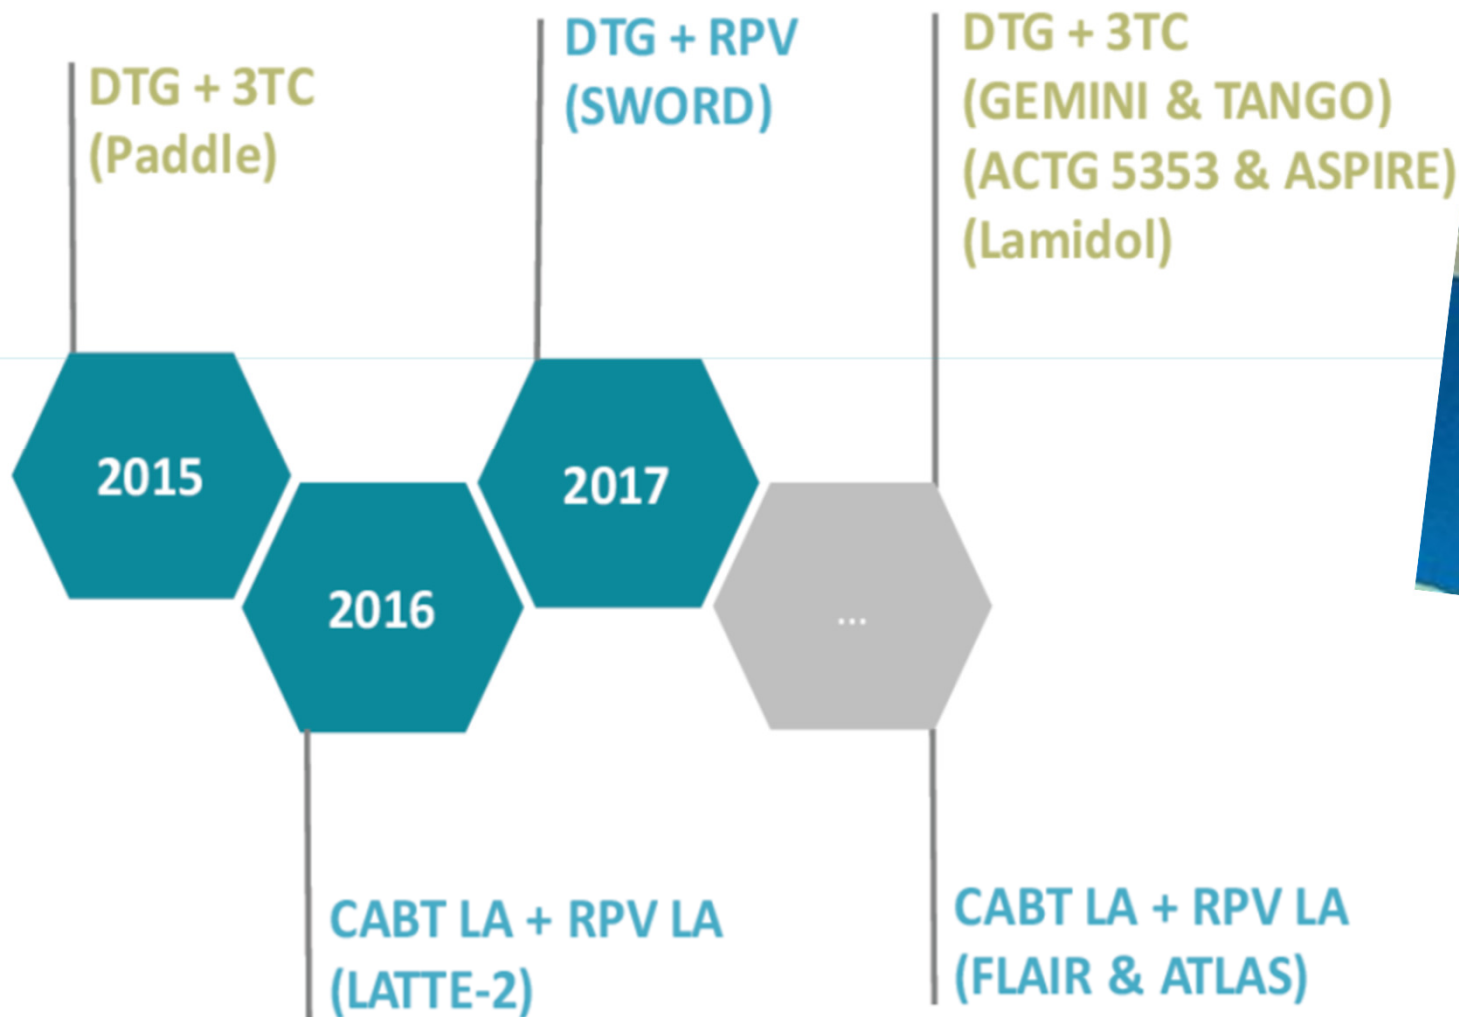 DTG + 3TC
(Paddle)
DTG + RPV
(SWORD)
DTG + 3TC
(GEMINI & TANGO)
(ACTG 5353 & ASPIRE)
(Lamidol)
2015
2016
2017
...
CABT LA + RPV LA
(LATTE-2)
CABT LA + RPV LA
(FLAIR & ATLAS)